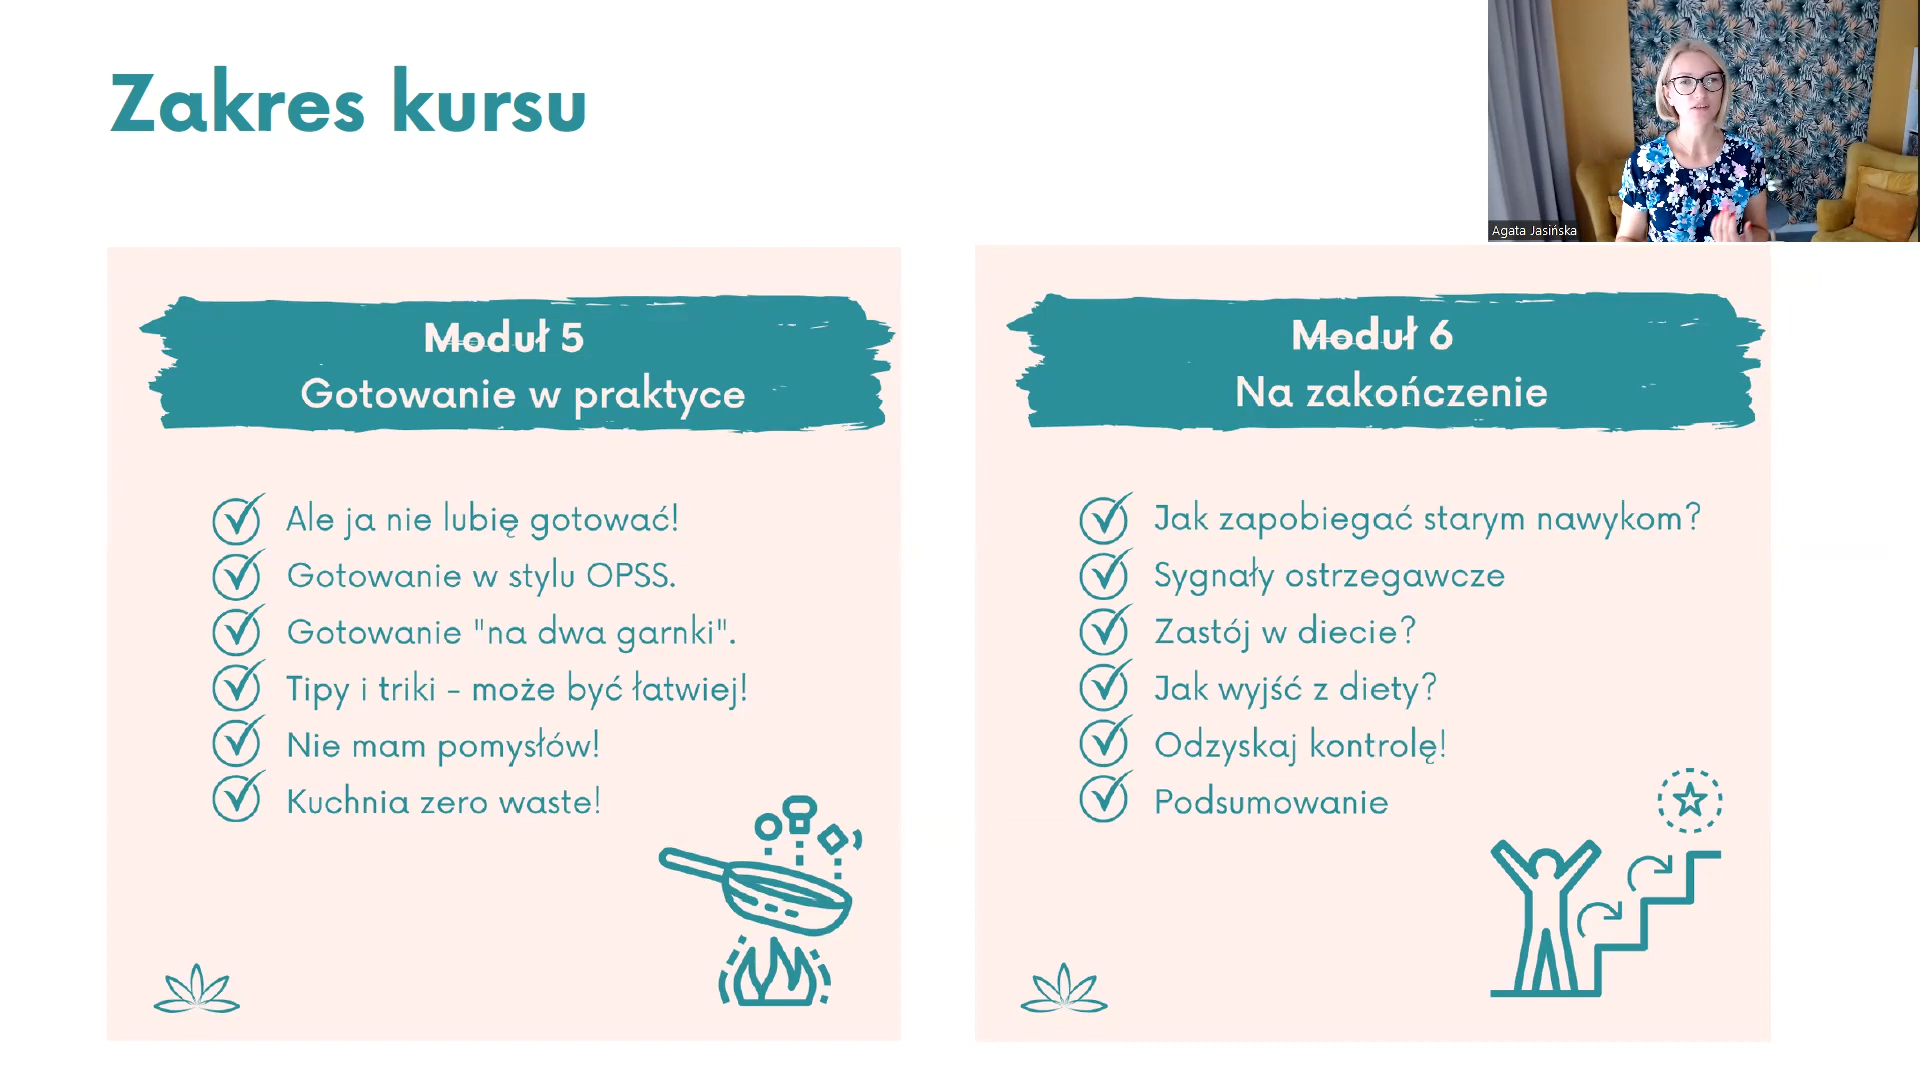 Zakres kursu
Agata Jasińska
Moduł 5
Gotowanie w praktyce
Ale ja nie lubię gotować!
Gotowanie w stylu OPSS.
Gotowanie "na dwa garnki".
Tipy i triki - może być łatwiej!
Nie mam pomysłów!
Kuchnia zero waste!
Moduł 6
Na zakończenie
Jak zapobiegać starym nawykom?
Sygnały ostrzegawcze
Zastój w diecie?
Jak wyjść z diety?
Odzyskaj kontrolę!
Podsumowanie